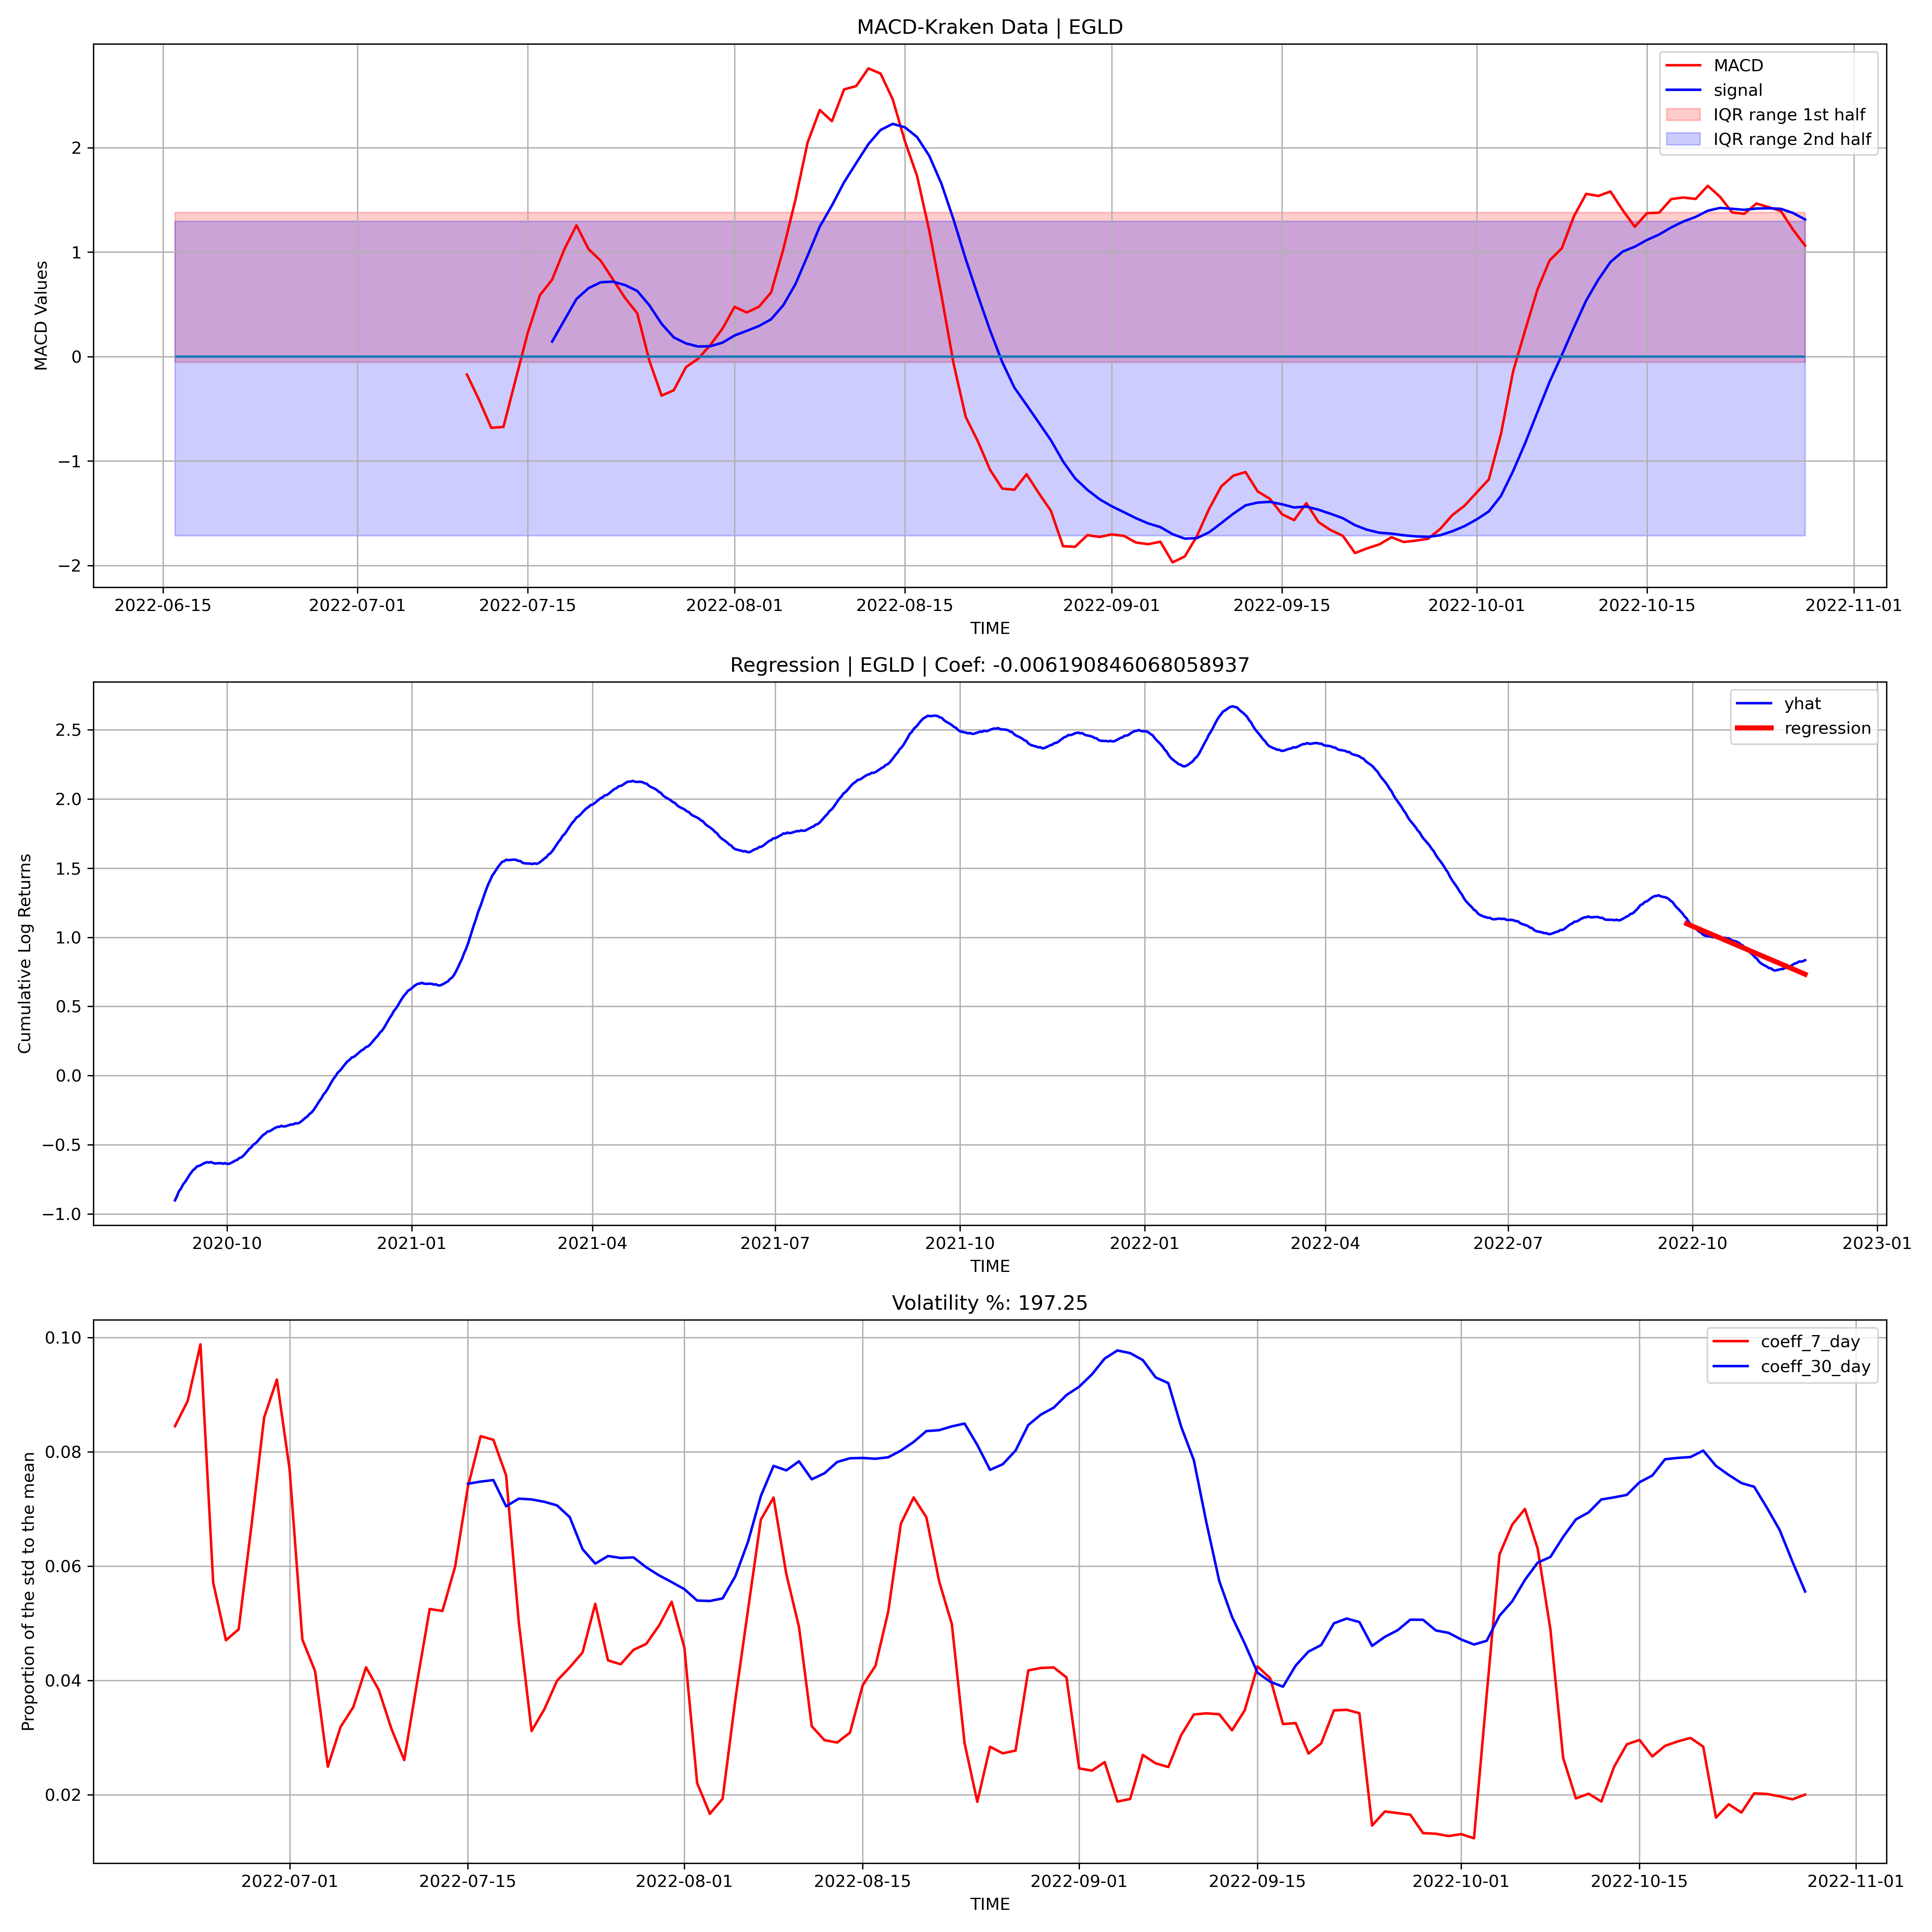 MACD-Kraken Data | EGLD
MACD
signal
IQR range 1st half
IQR range 2nd half
MACD Values
2
1
0
−1
−2
2022-06-15 2022-07-01 2022-07-15 2022-08-01 2022-08-15 2022-09-01 2022-09-15 2022-10-01 2022-10-15 2022-11-01
TIME
Regression | EGLD | Coef: -0.006190846068058937
yhat
regression
Cumulative Log Returns
2.5
2.0
1.5
1.0
0.5
0.0
−0.5
−1.0
2020-10 2021-01 2021-04 2021-07 2021-10 2022-01 2022-04 2022-07 2022-10 2023-01
TIME
Volatility %: 197.25
coeff_7_day
coeff_30_day
Proportion of the std to the mean
0.10
0.08
0.06
0.04
0.02
2022-07-01 2022-07-15 2022-08-01 2022-08-15 2022-09-01 2022-09-15 2022-10-01 2022-10-15 2022-11-01
TIME